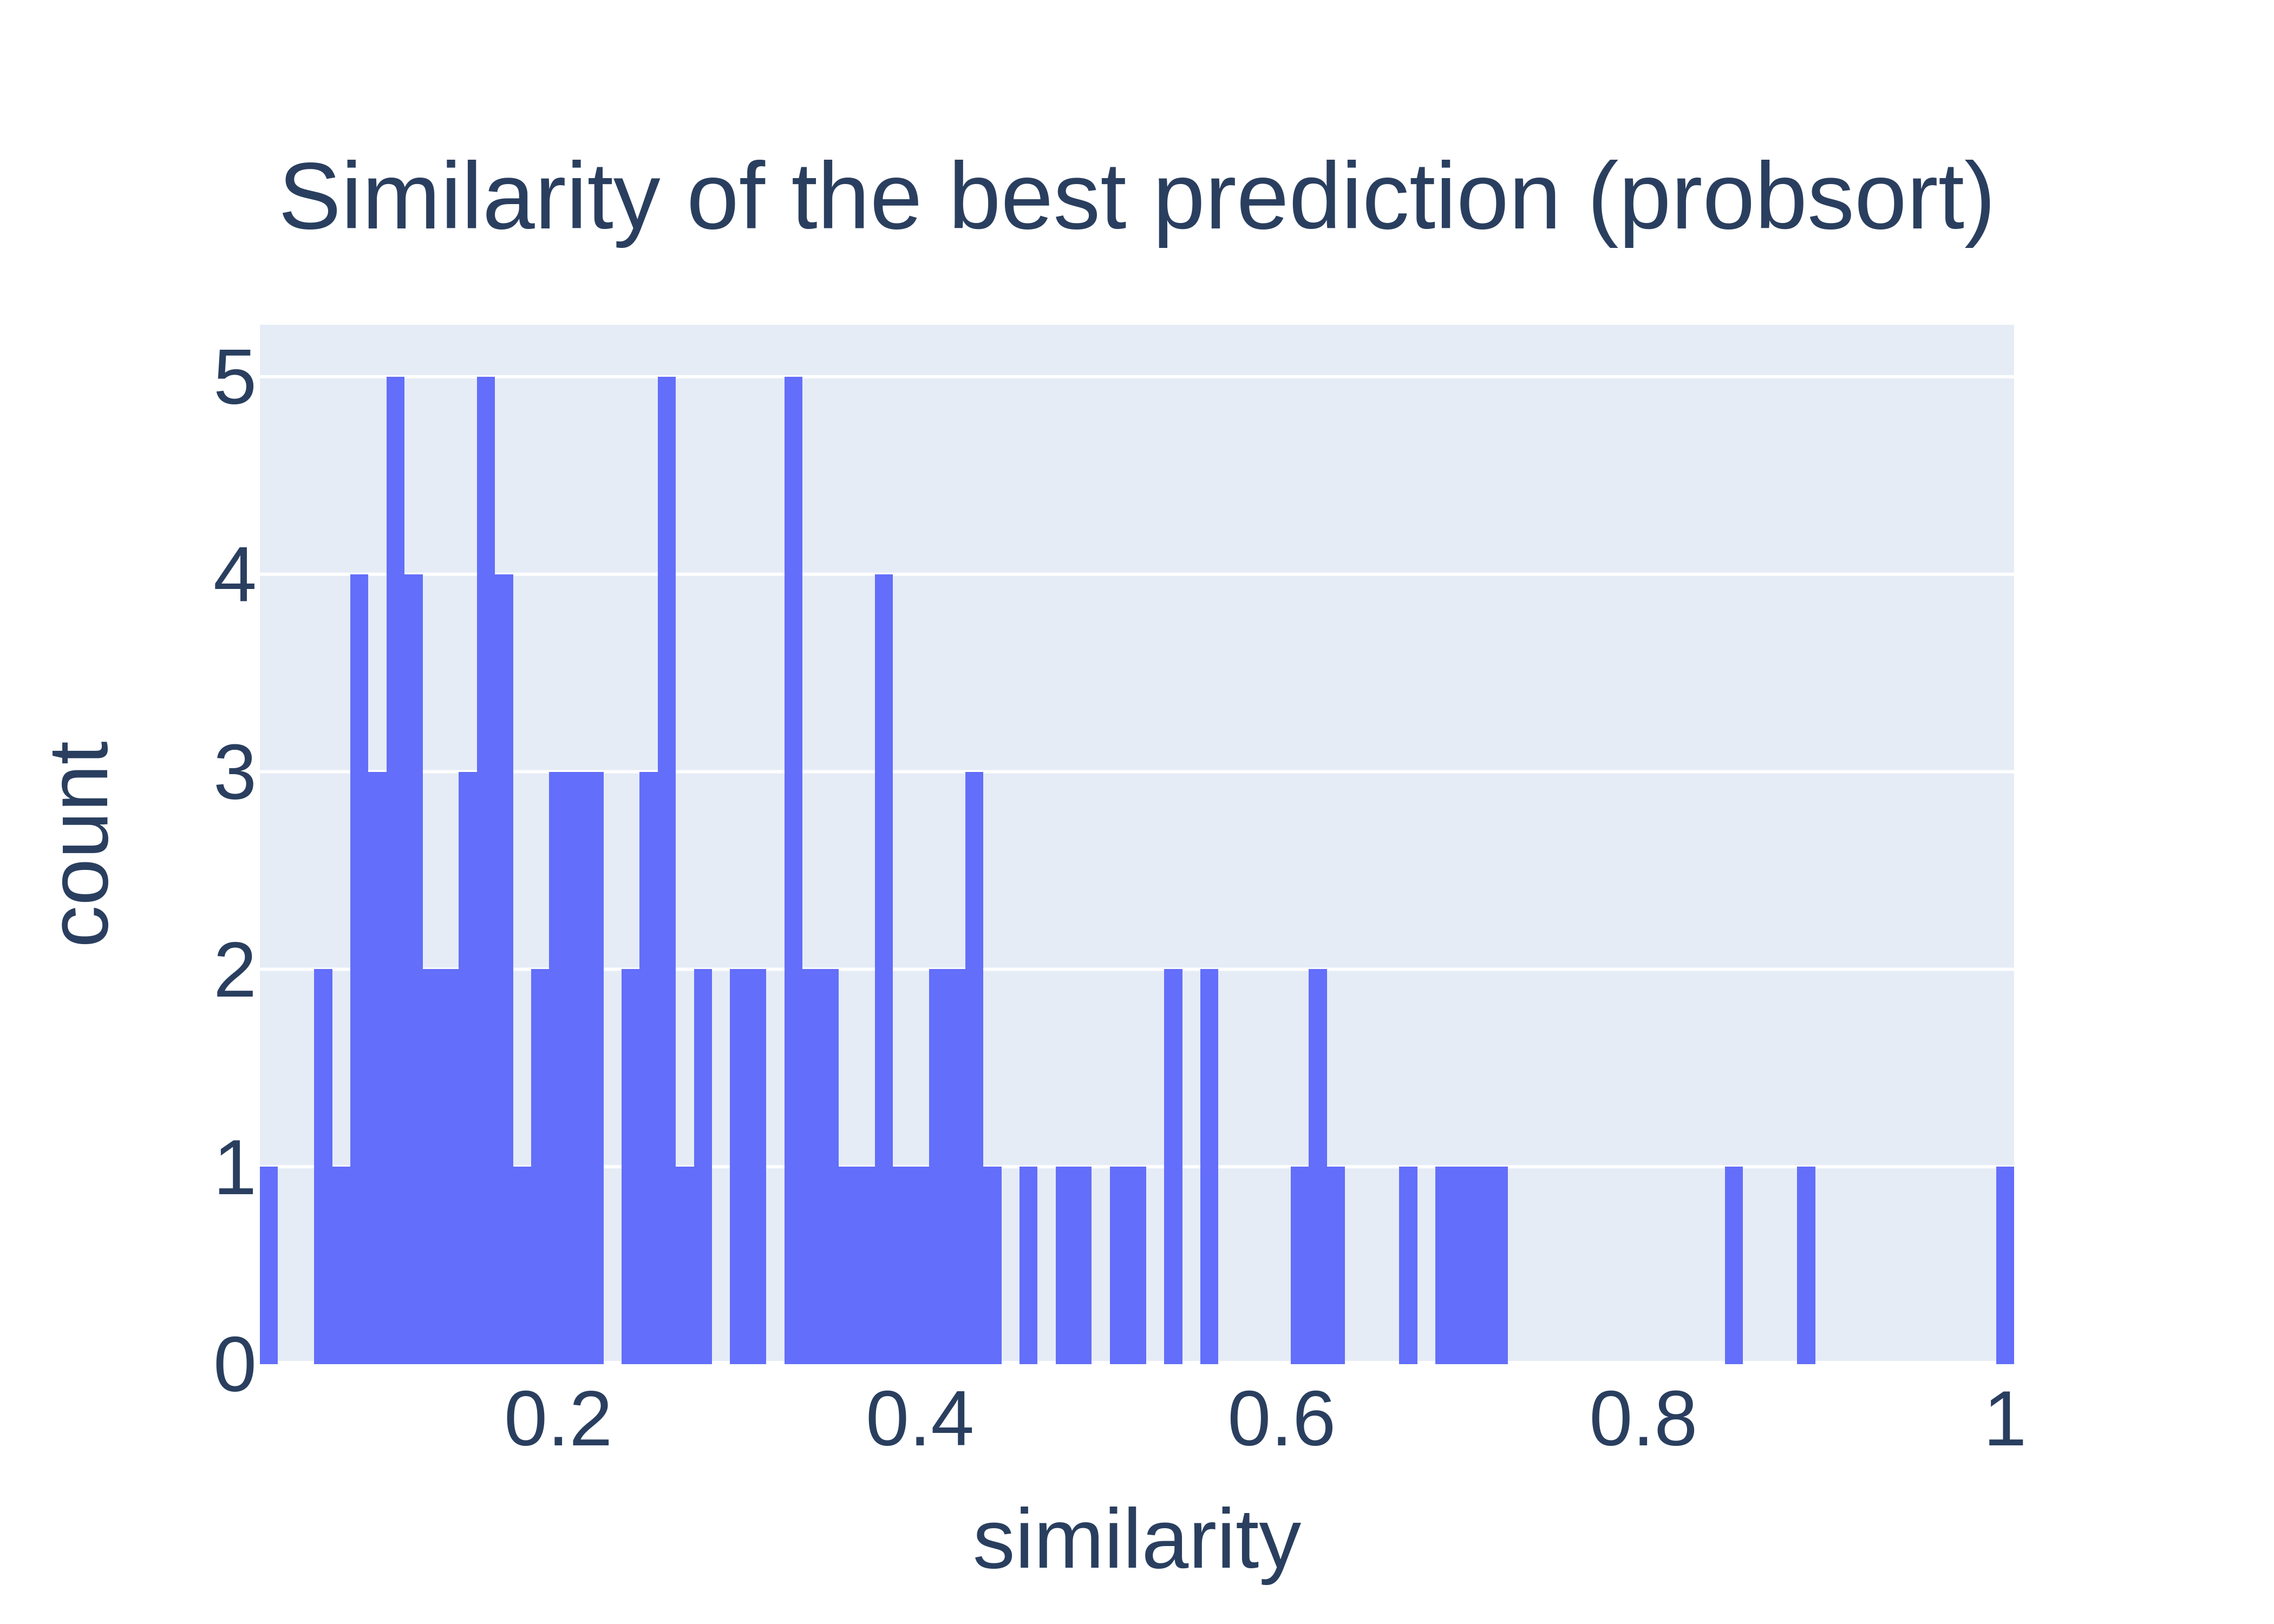 Similarity of the best prediction (probsort)
5
4
3
2
1
0
count
0.2 0.4 0.6 0.8 1
similarity